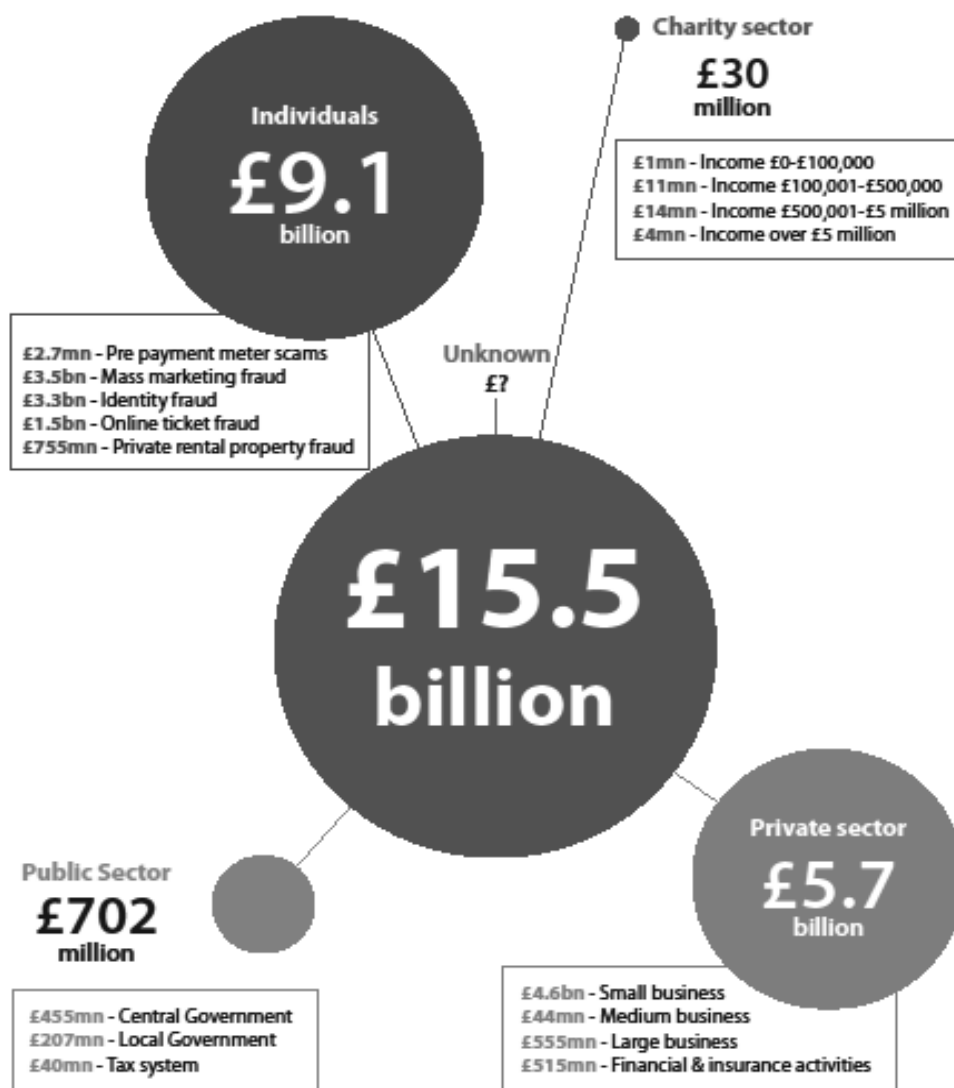 Individuals
£9.1
billion
£2.7mn - Pre payment meter scams
£3.5bn - Mass marketing fraud
£3.3bn - Identity fraud
£1.5bn - Online ticket fraud
£755mn - Private rental property fraud
Charity sector
£30
million
£1mn - Income £0-£100,000
£11mn - Income £100,001-£500,000
£14mn - Income £500,001-£5 million
£4mn - Income over £5 million
Unknown
£?
£15.5
billion
Public Sector
£702
million
£455mn - Central Government
£207mn - Local Government
£40mn - Tax system
Private sector
£5.7
billion
£4.6bn - Small business
£44mn - Medium business
£555mn - Large business
£515mn - Financial & insurance activities